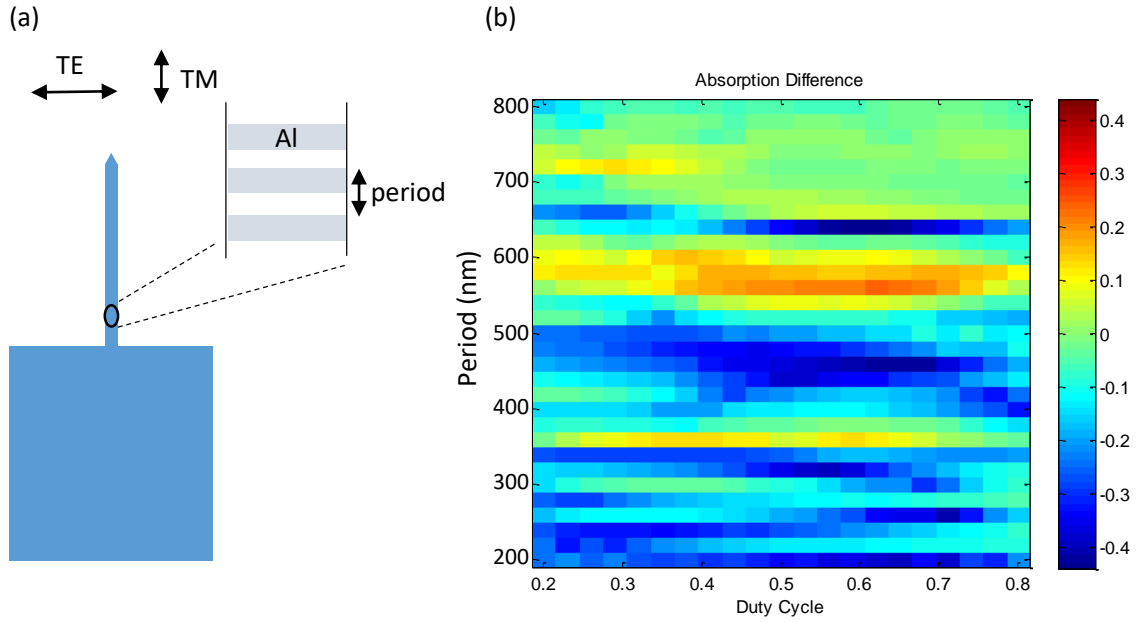 (a)
TE
TM
Al
period
(b)
Absorption Difference
Period (nm)
800
700
600
500
400
300
200
0.2 0.3 0.4 0.5 0.6 0.7 0.8
Duty Cycle
0.4
0.3
0.2
0.1
0
-0.1
-0.2
-0.3
-0.4